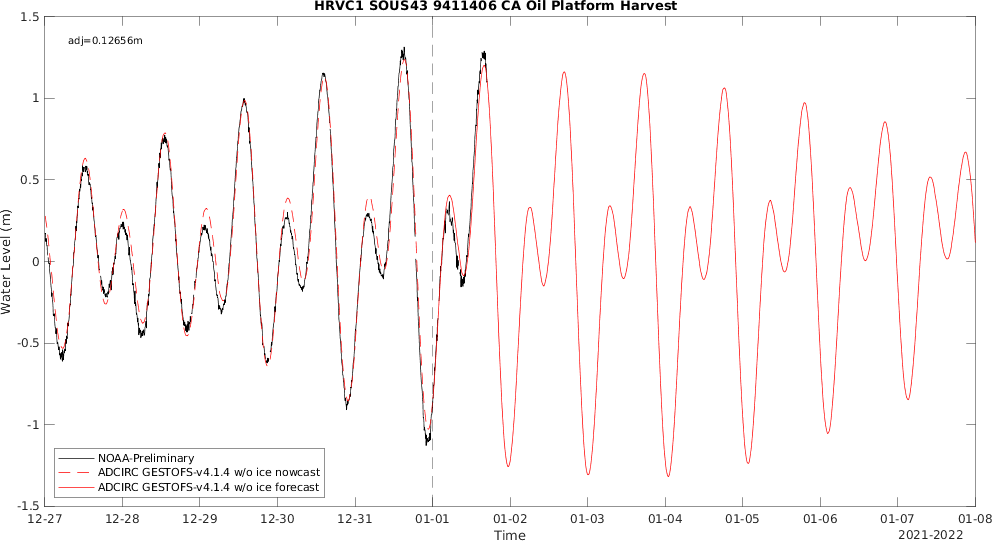 HRVC1 SOUS43 9411406 CA Oil Platform Harvest
1.5
adj=0.12656m
1
0.5
0
-0.5
-1
-1.5
Water Level (m)
NOAA-Preliminary
ADCIRC GESTOFS-v4.1.4 w/o ice nowcast
ADCIRC GESTOFS-v4.1.4 w/o ice forecast
12-27 12-28 12-29 12-30 12-31 01-01 01-02 01-03 01-04 01-05 01-06 01-07 01-08
Time
2021-2022